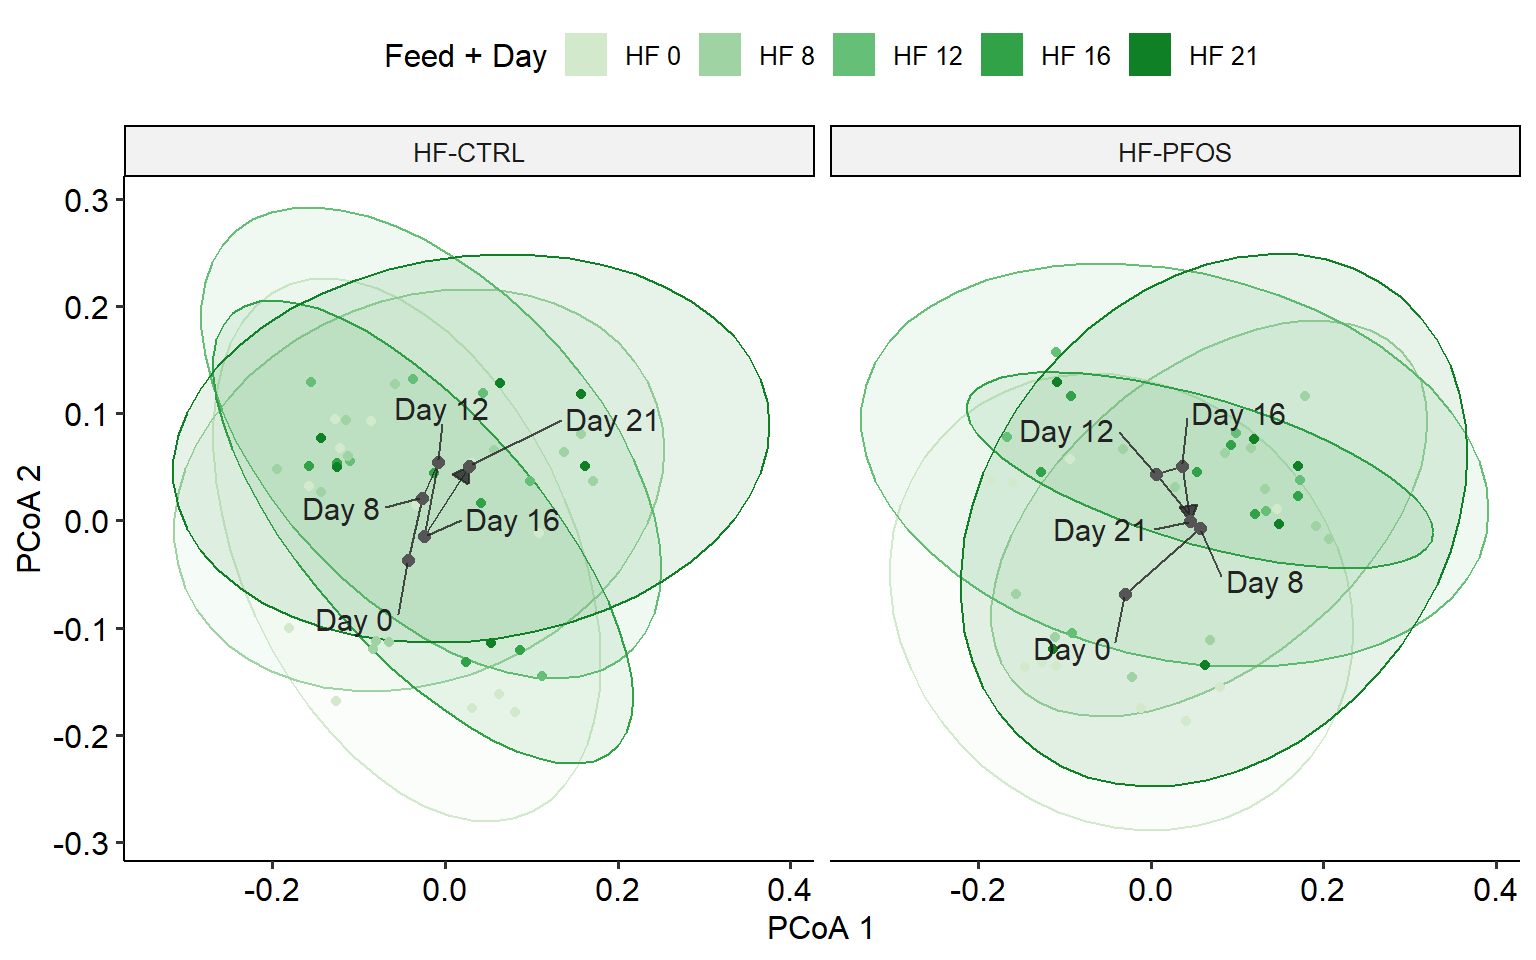 Feed + Day HF 0 HF 8 HF 12 HF 16 HF 21
HF-CTRL HF-PFOS
0.3
0.2
0.1
0.0
-0.1
-0.2
-0.3
PCoA 2
Day 12
Day 21
Day 8
Day 16
Day 0
Day 16
Day 12
Day 21
Day 8
Day 0
-0.2 0.0 0.2 0.4 -0.2 0.0 0.2 0.4
PCoA 1